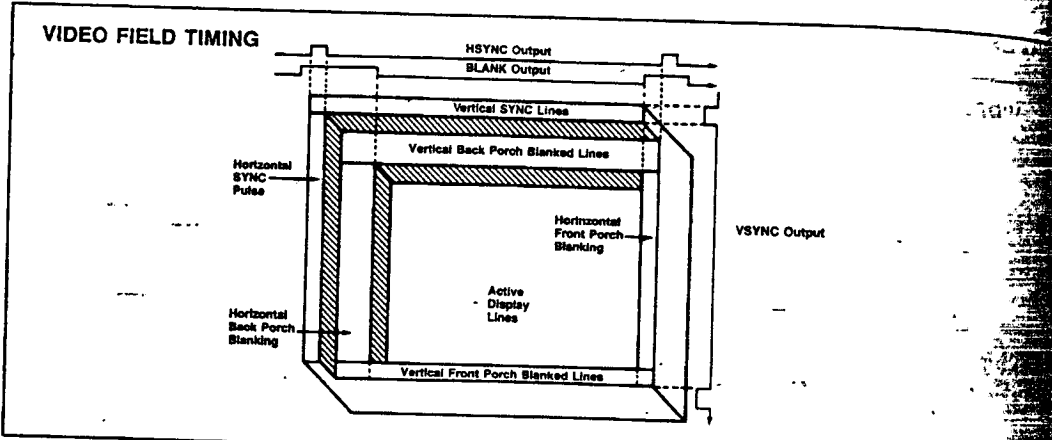 VIDEO FIELD TIMING
HSYNC Output
BLANK Output
Vertical SYNC Lines
Vertical Back Porch Blanked Lines
Horizontal
SYNC
Pulse
Horinzontal
Front Porch
Blanking
VSYNC Output
Active
Display
Lines
Horizontal
Back Porch
Blanking
Vertical Front Porch Blanked Lines